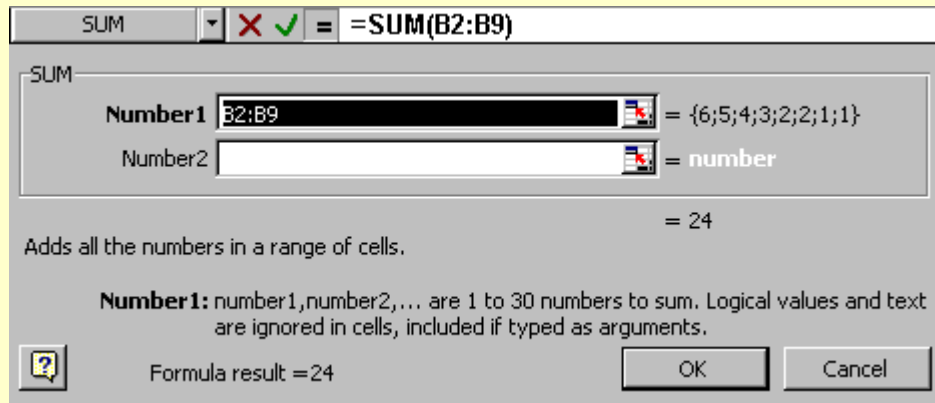 SUM = =SUM(B2:B9)
SUM
Number1 B2:B9 = {6;5;4;3;2;2;1;1}
Number2 = number
= 24
Adds all the numbers in a range of cells.
Number1: number1,number2,... are 1 to 30 numbers to sum. Logical values and text
are ignored in cells, included if typed as arguments.
? Formula result =24 OK Cancel